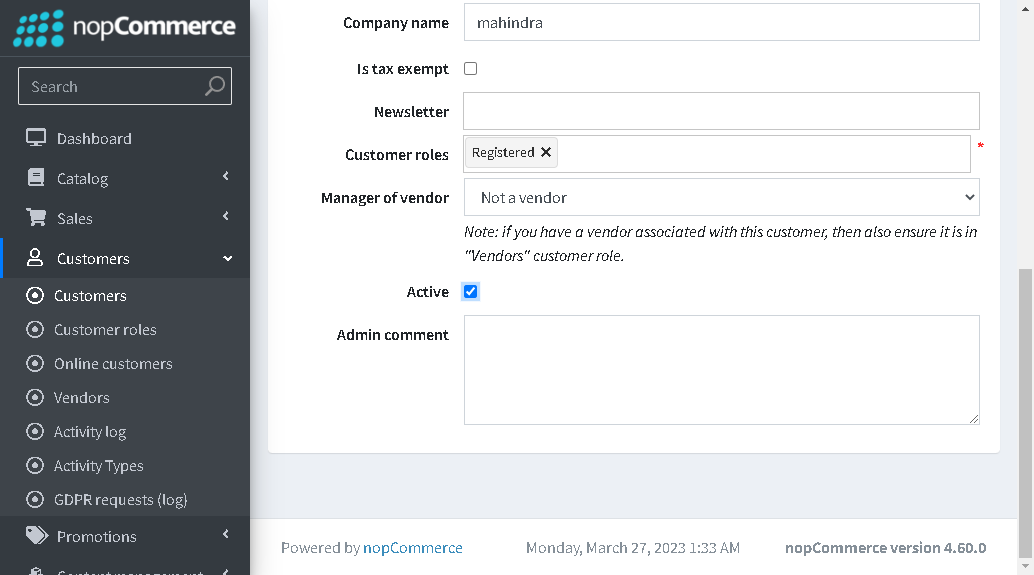 nopCommerce
Search
Dashboard
Catalog
Sales
Customers
Customers
Customer roles
Online customers
Vendors
Activity log
Activity Types
GDPR requests (log)
Promotions
Content management
Company name mahindra
Is tax exempt
Newsletter
Customer roles Registered ✕ *
Manager of vendor Not a vendor
Note: if you have a vendor associated with this customer, then also ensure it is in
"Vendors" customer role.
Active
Admin comment
Powered by nopCommerce Monday, March 27, 2023 1:33 AM nopCommerce version 4.60.0